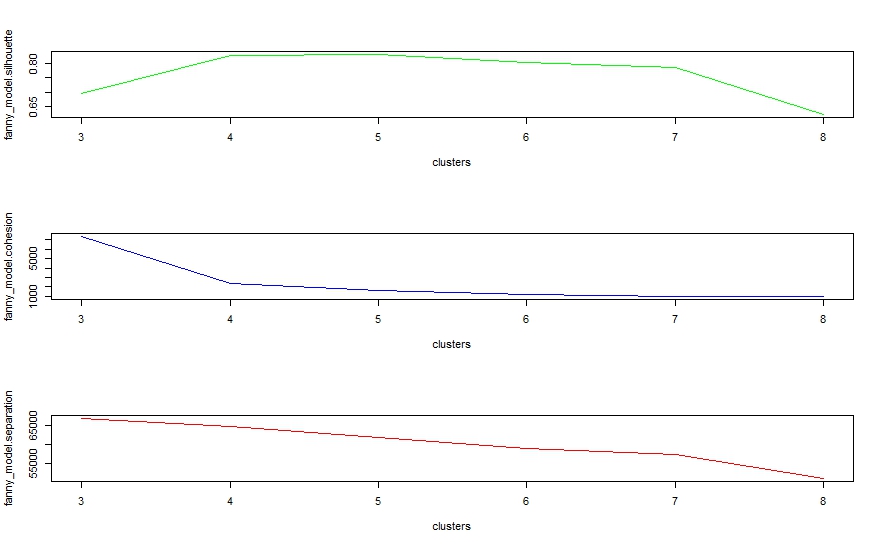 fanny_model.silhouette
0.80
0.65
3 4 5 6 7 8
clusters
fanny_model.cohesion
5000
1000
3 4 5 6 7 8
clusters
fanny_model.separation
65000
55000
3 4 5 6 7 8
clusters